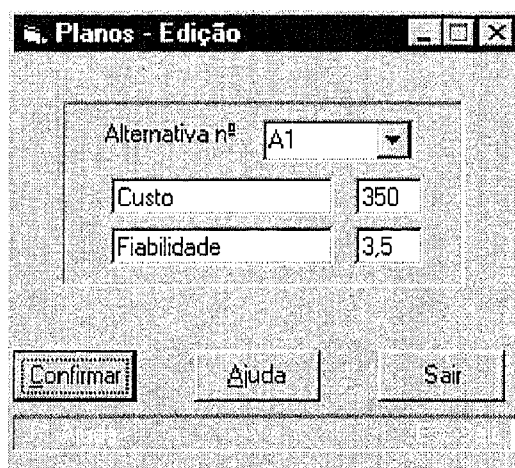 Planos - Edição
Alternativa nº A1
Custo 350
Fiabilidade 3,5
Confirmar Ajuda Sair